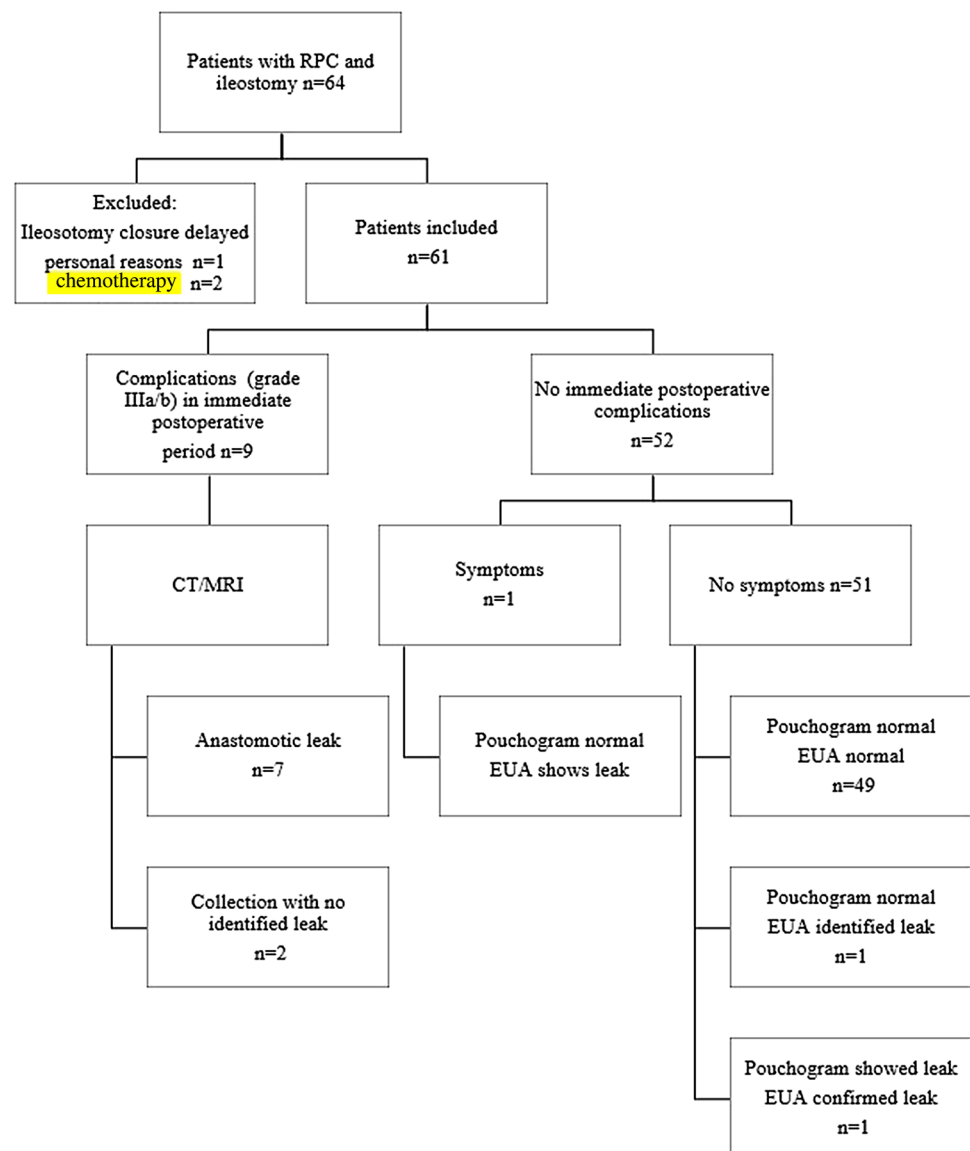 Patients with RPC and
ileostomy n=64
Excluded:
Ileosotomy closure delayed
personal reasons n=1
chemotherapy n=2
Patients included
n=61
Complications (grade
IIIa/b) in immediate
postoperative
period n=9
No immediate postoperative
complications
n=52
CT/MRI
Symptoms
n=1
No symptoms n=51
Anastomotic leak
n=7
Pouchogram normal
EUA shows leak
Pouchogram normal
EUA normal
n=49
Collection with no
identified leak
n=2
Pouchogram normal
EUA identified leak
n=1
Pouchogram showed leak
EUA confirmed leak
n=1